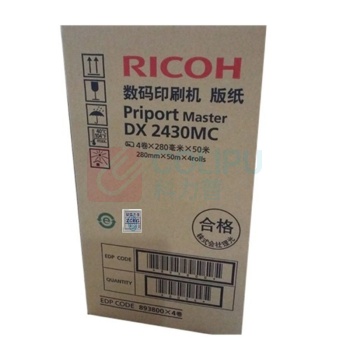 RICOH
数码印刷机 版纸
Priport Master
DX 2430MC
4卷×280毫米×50米
280mm×50m×4rolls
合格
EDP CODE
QUANTITY
EDP CODE 893800×4卷